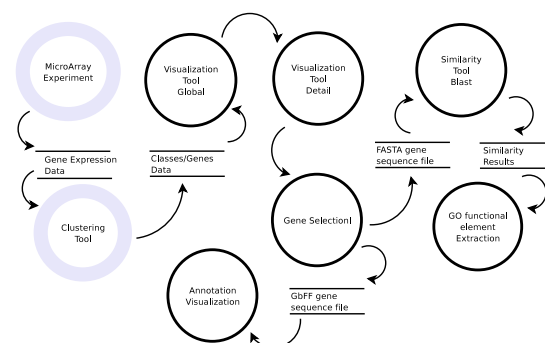 MicroArray
Experiment
Gene Expression
Data
Clustering
Tool
Visualization
Tool
Global
Classes/Genes
Data
Visualization
Tool
Detail
Gene Selectionl
Annotation
Visualization
GbFF gene
sequence file
FASTA gene
sequence file
Similarity
Tool
Blast
Similarity
Results
GO functional
element
Extraction